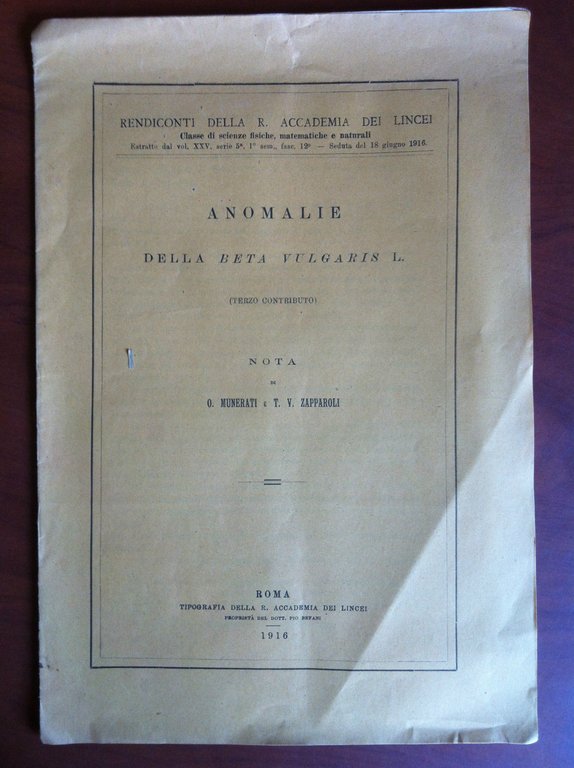 RENDICONTI DELLA R. ACCADEMIA DEI LINCEI
Classe di scienze fisiche, matematiche e naturali
Estratto dal vol. XXV, serie 5ª, 1º sem., fasc. 12º — Seduta del 18 giugno 1916.
ANOMALIE
DELLA BETA VULGARIS L.
(TERZO CONTRIBUTO)
NOTA
DI
O. MUNERATI e T. V. ZAPPAROLI
ROMA
TIPOGRAFIA DELLA R. ACCADEMIA DEI LINCEI
PROPRIETÀ DEL DOTT. PIO BEFANI
1916